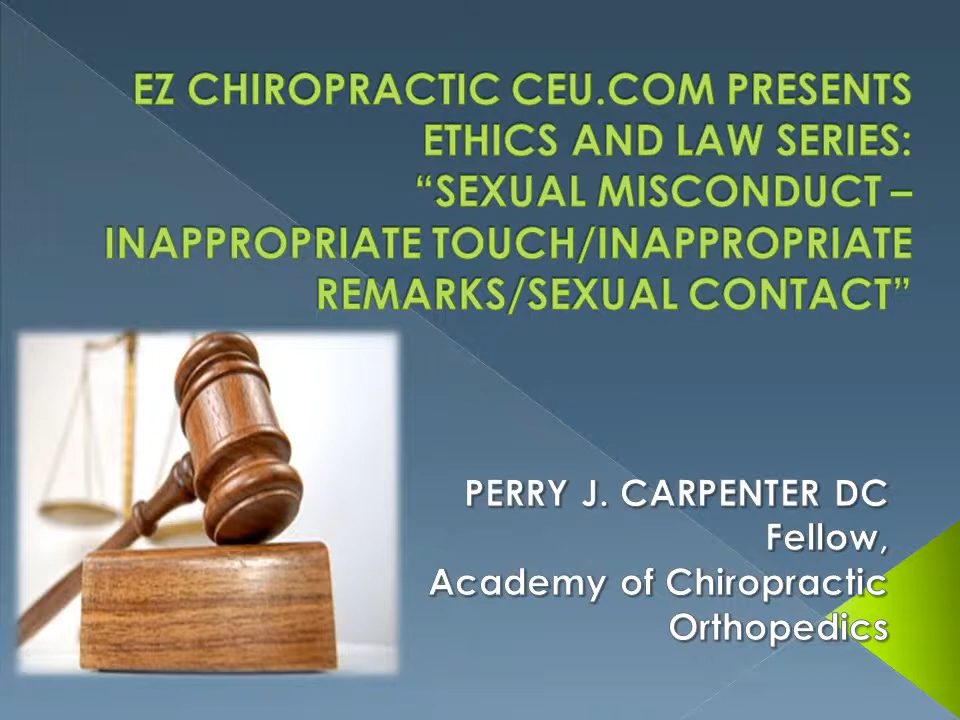 EZ CHIROPRACTIC CEU.COM PRESENTS
ETHICS AND LAW SERIES:
“SEXUAL MISCONDUCT –
INAPPROPRIATE TOUCH/INAPPROPRIATE
REMARKS/SEXUAL CONTACT”
PERRY J. CARPENTER DC
Fellow,
Academy of Chiropractic
Orthopedics